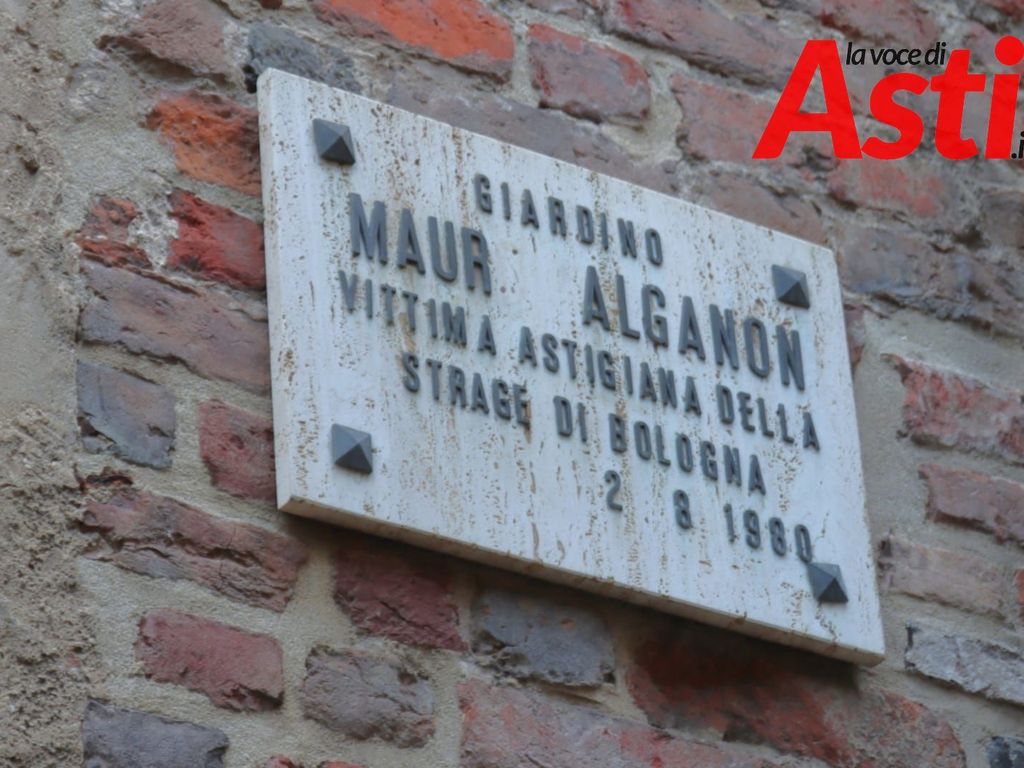 la voce di
Asti
GIARDINO
MAUR ALGANON
VITTIMA ASTIGIANA DELLA
STRAGE DI BOLOGNA
2 8 1980